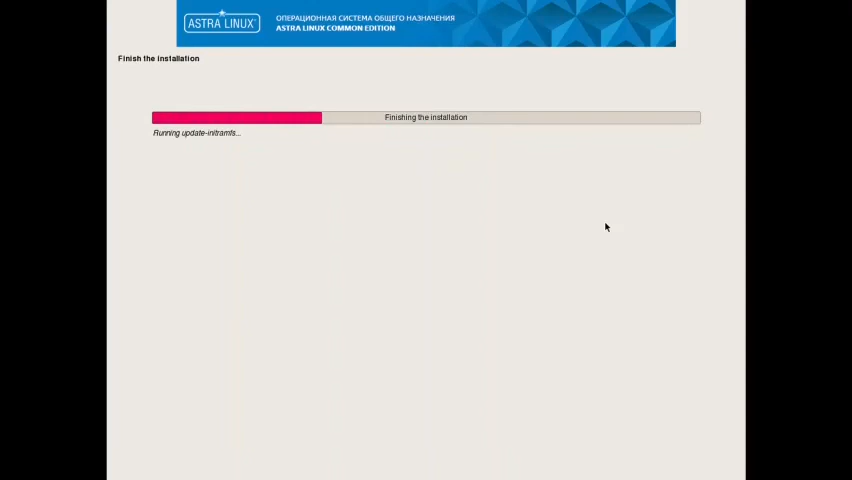 ASTRA LINUX
ОПЕРАЦИОННАЯ СИСТЕМА ОБЩЕГО НАЗНАЧЕНИЯ
ASTRA LINUX COMMON EDITION
Finish the installation
Finishing the installation
Running update-initramfs...